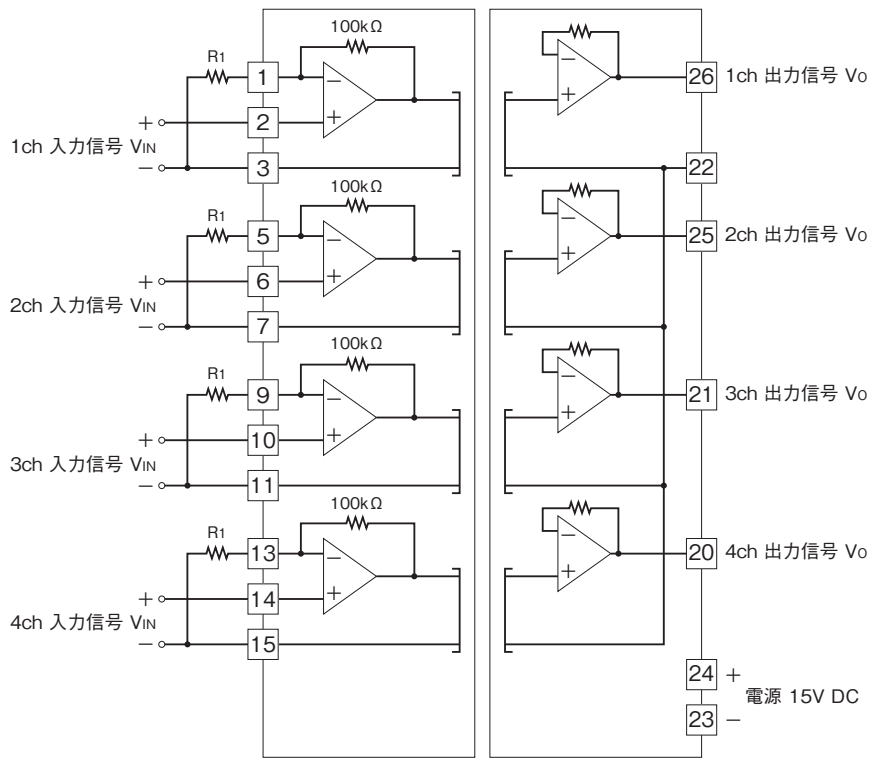 100kΩ
R1
1
−
+
2
+
1ch 入力信号 VIN
−
3
−
+
26
1ch 出力信号 VO
22
100kΩ
R1
5
−
+
6
+
2ch 入力信号 VIN
−
7
−
+
25
2ch 出力信号 VO
100kΩ
R1
9
−
+
10
+
3ch 入力信号 VIN
−
11
−
+
21
3ch 出力信号 VO
100kΩ
R1
13
−
+
14
+
4ch 入力信号 VIN
−
15
−
+
20
4ch 出力信号 VO
24 +
電源 15V DC
23 −